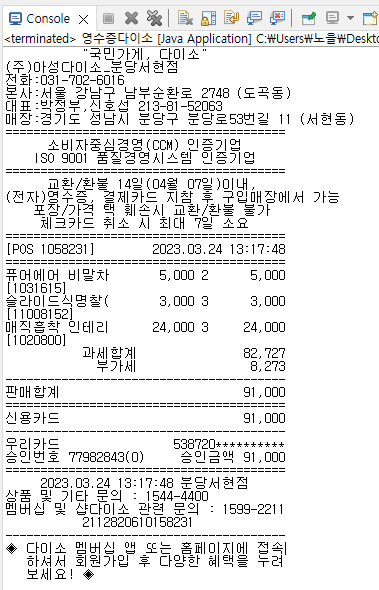 Console
<terminated> 영수증다이소 [Java Application] C:\Users\노을\Deskto
"국민가게, 다이소"
(주)아성다이소_분당서현점
전화:031-702-6016
본사:서울 강남구 남부순환로 2748 (도곡동)
대표:박정부,신호섭 213-81-52063
매장:경기도 성남시 분당구 분당로53번길 11 (서현동)
소비자중심경영(CCM) 인증기업
ISO 9001 품질경영시스템 인증기업
교환/환불 14일(04월 07일)이내,
(전자)영수증, 결제카드 지참 후 구입매장에서 가능
포장/가격 택 훼손시 교환/환불 불가
체크카드 취소 시 최대 7일 소요
[POS 1058231] 2023.03.24 13:17:48
퓨어에어 비말차 5,000 2 5,000
[1031615]
슬라이드식명찰( 3,000 3 3,000
[11008152]
매직흡착 인테리 24,000 3 24,000
[1020800]
과세합계 82,727
부가세 8,273
판매합계 91,000
신용카드 91,000
우리카드 538720**********
승인번호 77982843(0) 승인금액 91,000
2023.03.24 13:17:48 분당서현점
상품 및 기타 문의 : 1544-4400
멤버십 및 샵다이소 관련 문의 : 1599-2211
2112820610158231
◈ 다이소 멤버십 앱 또는 홈페이지에 접속
하셔서 회원가입 후 다양한 혜택을 누려
보세요! ◈